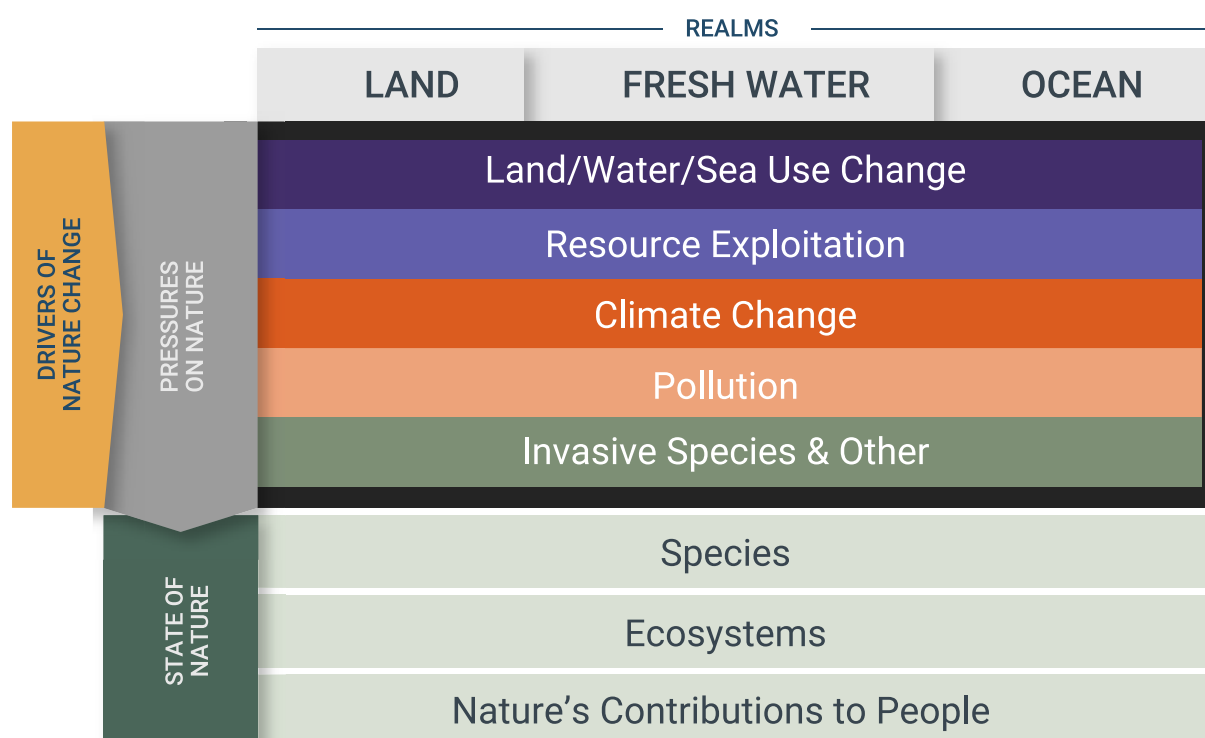 REALMS
LAND
FRESH WATER
OCEAN
DRIVERS OF
NATURE CHANGE
PRESSURES
ON NATURE
Land/Water/Sea Use Change
Resource Exploitation
Climate Change
Pollution
Invasive Species & Other
STATE OF
NATURE
Species
Ecosystems
Nature’s Contributions to People